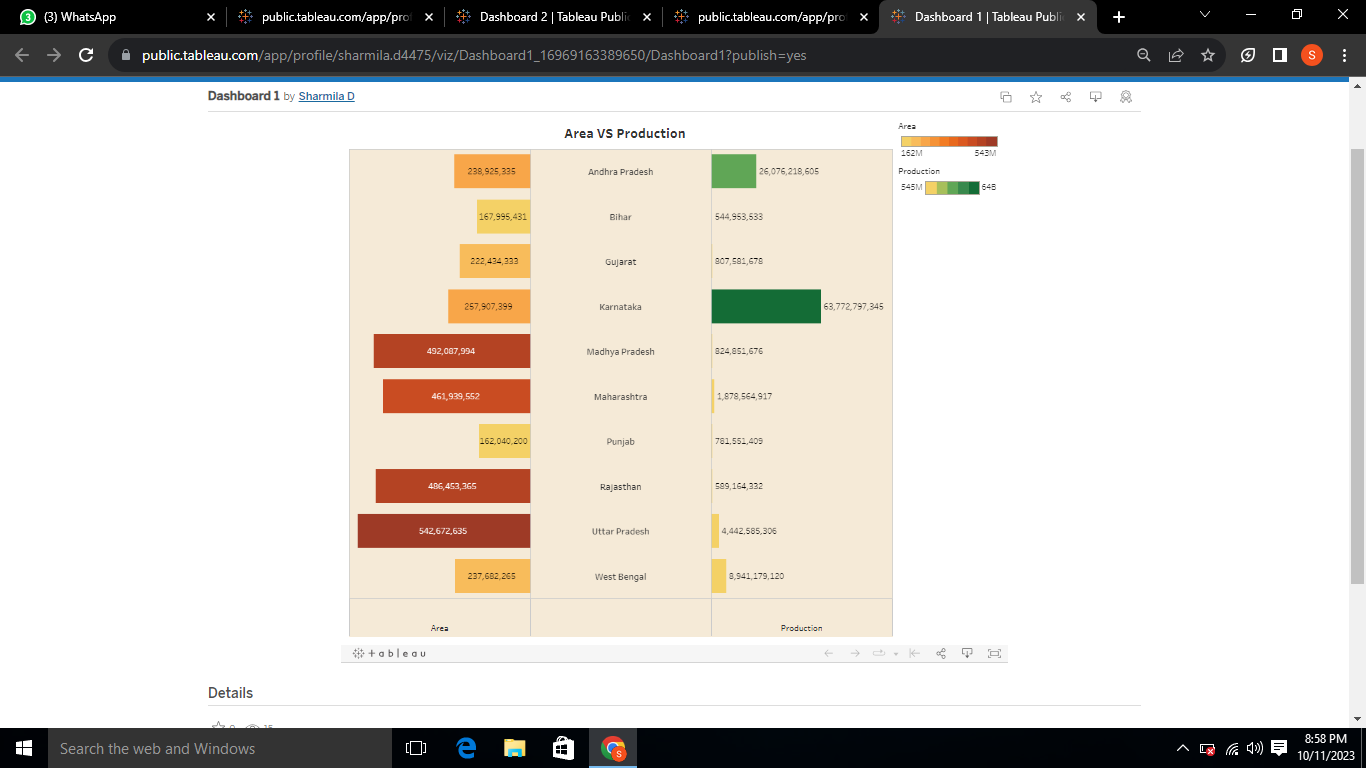 (3) WhatsApp
public.tableau.com/app/pro
Dashboard 2 | Tableau Publi
public.tableau.com/app/pro
Dashboard 1 | Tableau Publi
public.tableau.com/app/profile/sharmila.d4475/viz/Dashboard1_16969163389650/Dashboard1?publish=yes
Dashboard 1 by Sharmila D
Area VS Production
238,925,335 Andhra Pradesh 26,076,218,605
167,995,431 Bihar 544,953,533
222,434,333 Gujarat 807,581,678
257,907,399 Karnataka 63,772,797,345
492,087,994 Madhya Pradesh 824,851,676
461,939,552 Maharashtra 1,878,564,917
162,040,200 Punjab 781,551,409
486,453,365 Rajasthan 589,164,332
542,672,635 Uttar Pradesh 4,442,585,306
237,682,265 West Bengal 8,941,179,120
Area Production
Area
162M 543M
Production
545M 64B
+ a b l e a u
Details
Search the web and Windows
8:58 PM
10/11/2023